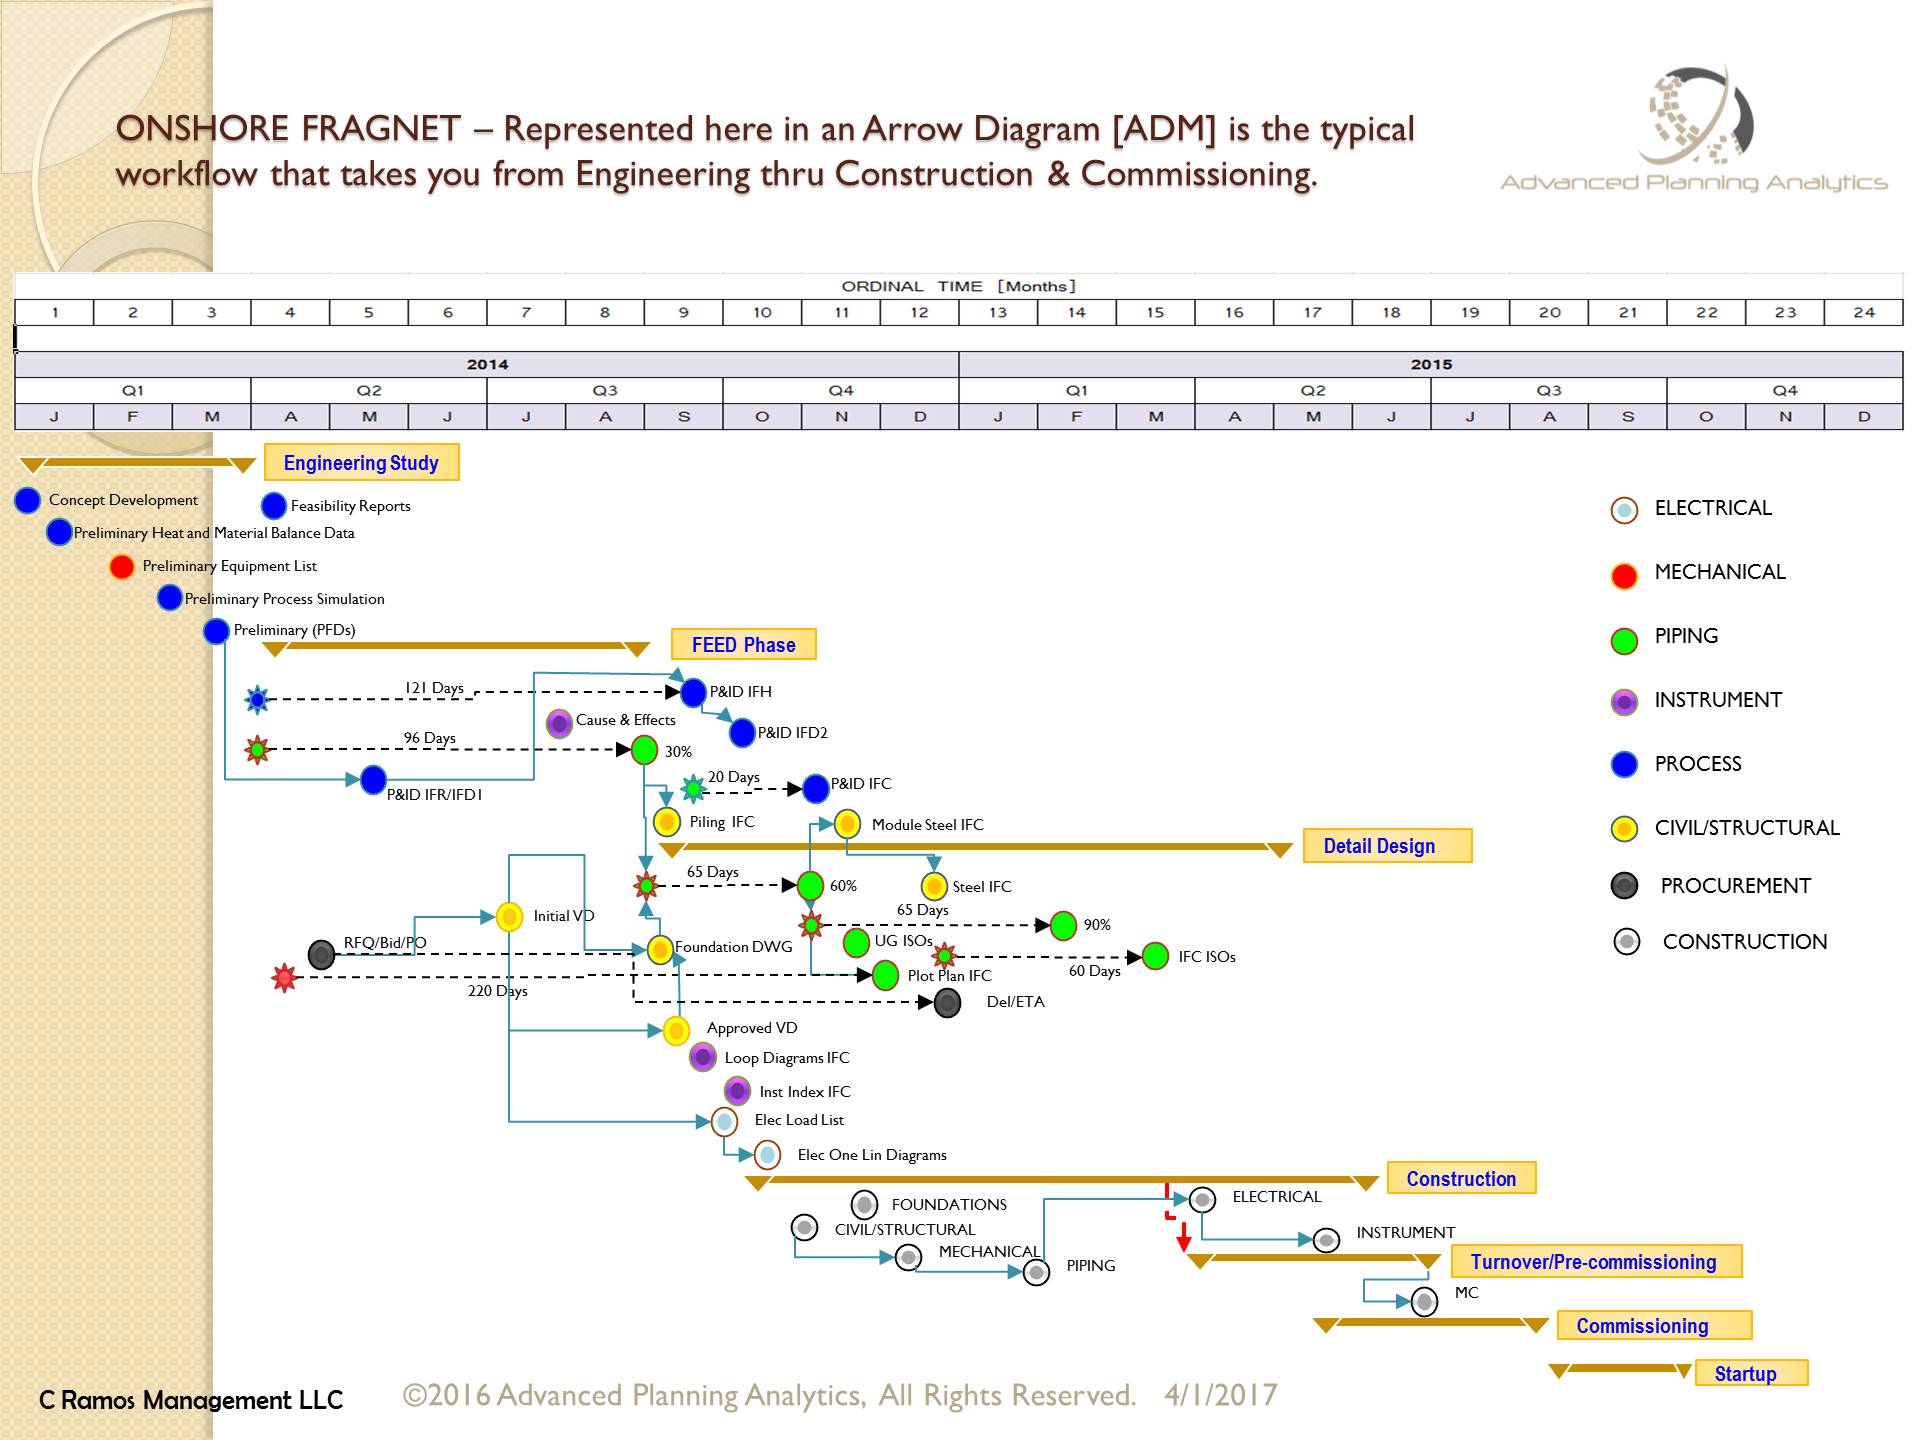 ONSHORE FRAGNET – Represented here in an Arrow Diagram [ADM] is the typical
workflow that takes you from Engineering thru Construction & Commissioning.
Advanced Planning Analytics
ORDINAL TIME [Months]
1 2 3 4 5 6 7 8 9 10 11 12 13 14 15 16 17 18 19 20 21 22 23 24
2014 2015
Q1 Q2 Q3 Q4 Q1 Q2 Q3 Q4
J F M A M J J A S O N D J F M A M J J A S O N D
Engineering Study
Concept Development
Feasibility Reports
Preliminary Heat and Material Balance Data
Preliminary Equipment List
Preliminary Process Simulation
Preliminary (PFDs)
FEED Phase
121 Days
P&ID IFH
Cause & Effects
P&ID IFD2
96 Days
30%
20 Days
P&ID IFC
P&ID IFR/IFD1
Piling IFC
Module Steel IFC
Detail Design
65 Days
60%
Steel IFC
65 Days
90%
Initial VD
RFQ/Bid/PO
Foundation DWG
UG ISOs
IFC ISOs
60 Days
Plot Plan IFC
220 Days
Del/ETA
Approved VD
Loop Diagrams IFC
Inst Index IFC
Elec Load List
Elec One Lin Diagrams
Construction
FOUNDATIONS
ELECTRICAL
CIVIL/STRUCTURAL
INSTRUMENT
MECHANICAL
PIPING
Turnover/Pre-commissioning
MC
Commissioning
Startup
ELECTRICAL
MECHANICAL
PIPING
INSTRUMENT
PROCESS
CIVIL/STRUCTURAL
PROCUREMENT
CONSTRUCTION
C Ramos Management LLC
©2016 Advanced Planning Analytics, All Rights Reserved. 4/1/2017